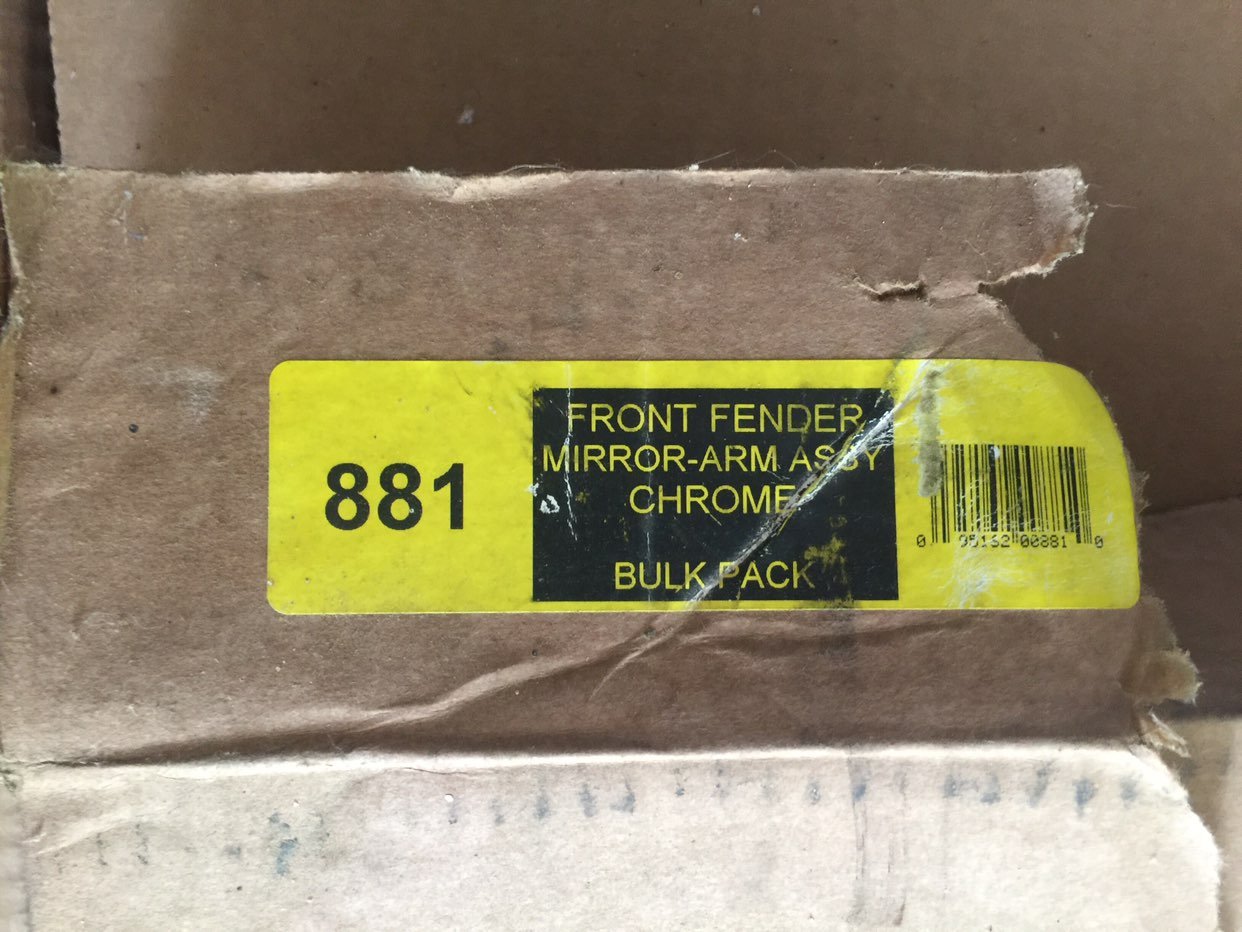 881
FRONT FENDER
MIRROR-ARM ASSY
CHROME
BULK PACK
0 95132 00881 0